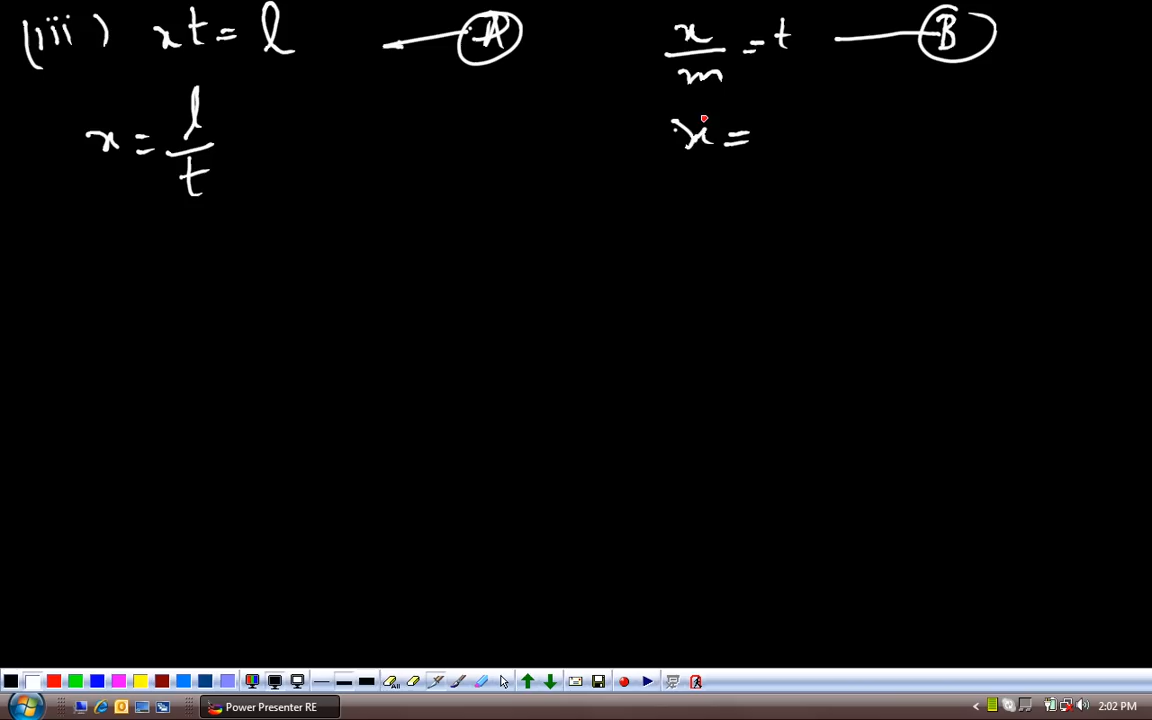 (iii) xt = l A
x/m = t B
x = l/t
x =
Power Presenter RE
2:02 PM